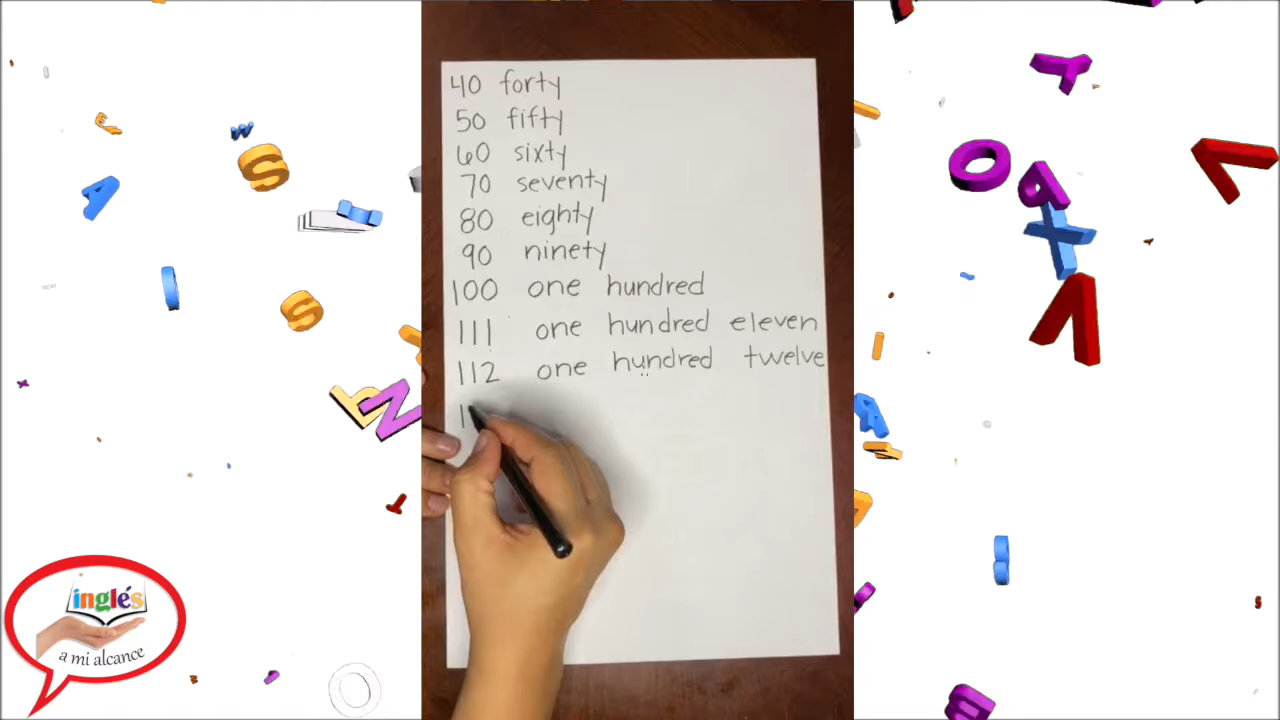 40 forty
50 fifty
60 sixty
70 seventy
80 eighty
90 ninety
100 one hundred
111 one hundred eleven
112 one hundred twelve
1
inglés
a mi alcance